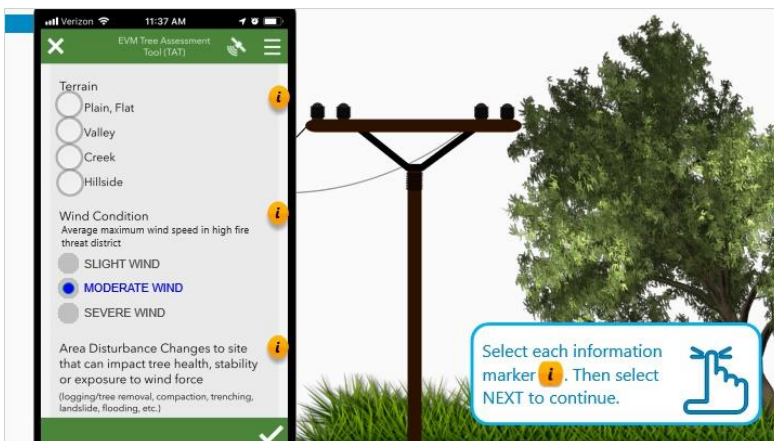 Verizon 11:37 AM
EVM Tree Assessment
Tool (TAT)
Terrain
i
Plain, Flat
Valley
Creek
Hillside
Wind Condition
i
Average maximum wind speed in high fire
threat district
SLIGHT WIND
MODERATE WIND
SEVERE WIND
Area Disturbance Changes to site
i
that can impact tree health, stability
or exposure to wind force
(logging/tree removal, compaction, trenching,
landslide, flooding, etc.)
Select each information
marker i . Then select
NEXT to continue.